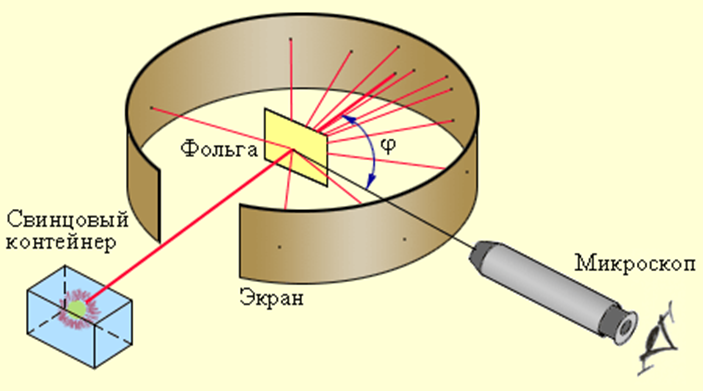 Фольга
φ
Свинцовый
контейнер
Микроскоп
Экран